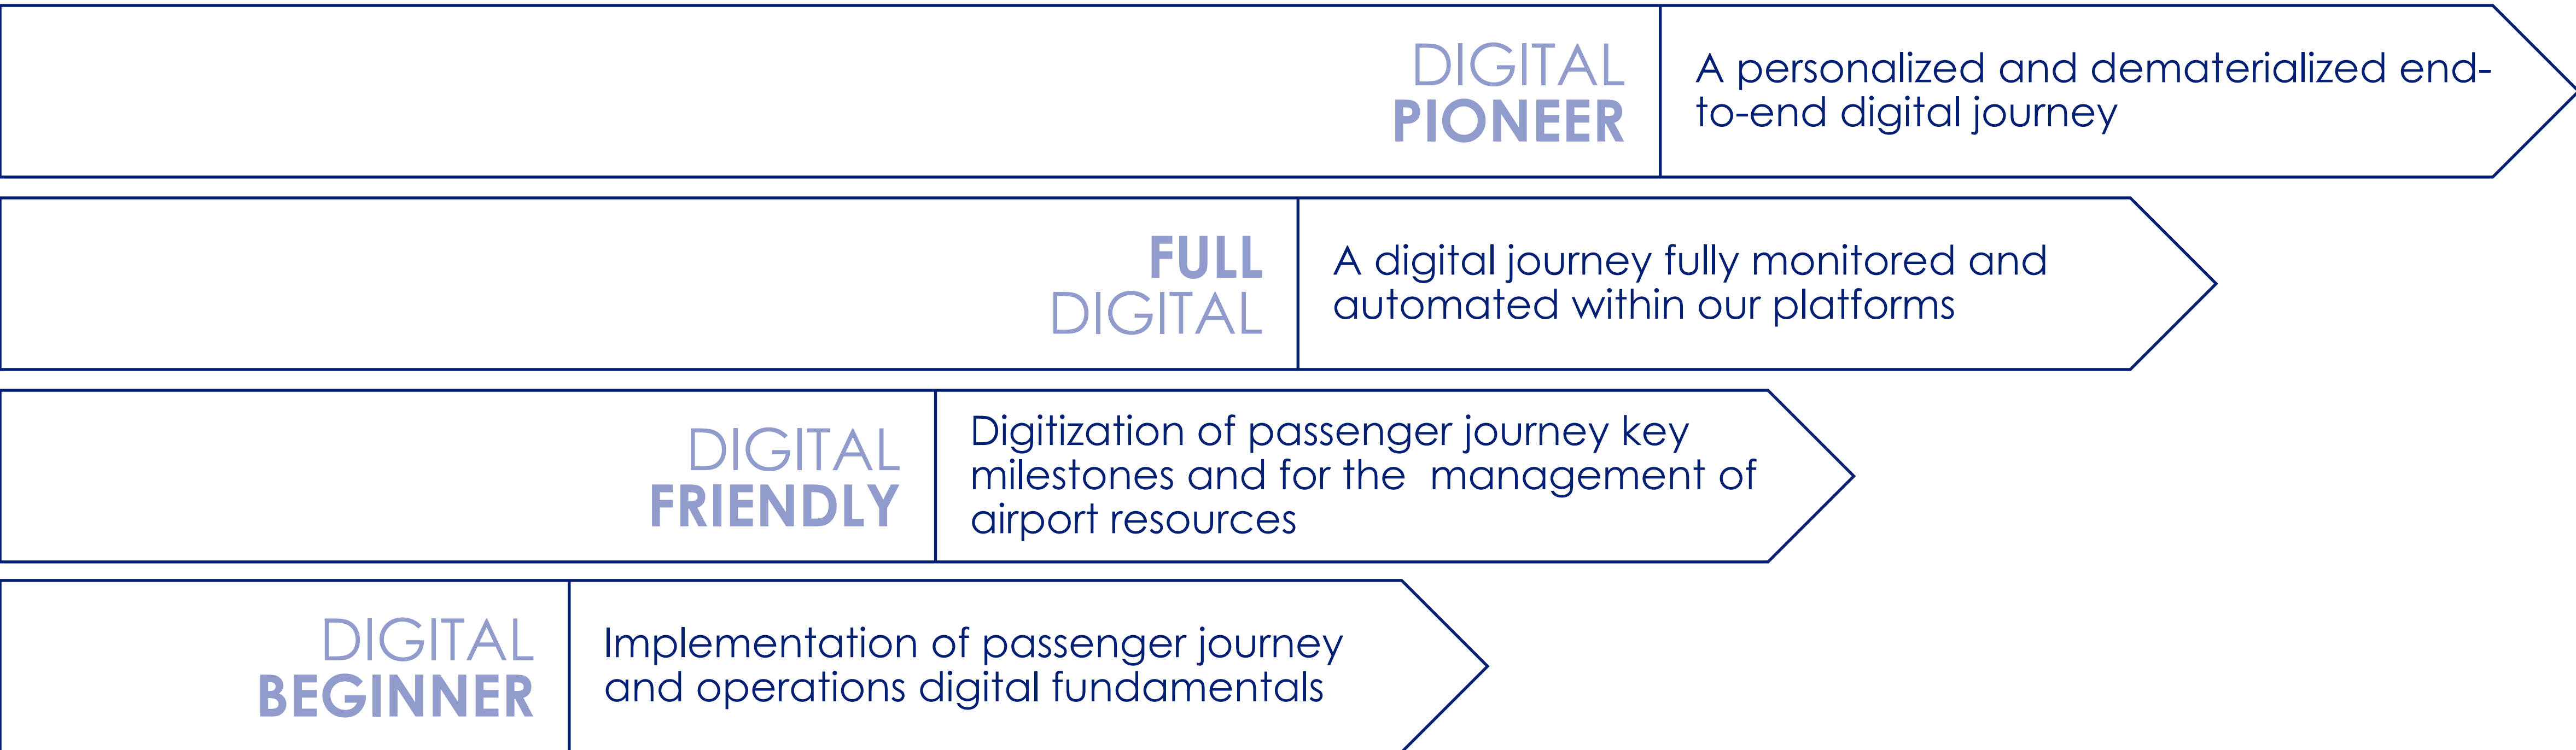 DIGITAL
PIONEER
A personalized and dematerialized end-
to-end digital journey
FULL
DIGITAL
A digital journey fully monitored and
automated within our platforms
DIGITAL
FRIENDLY
Digitization of passenger journey key
milestones and for the  management of
airport resources
DIGITAL
BEGINNER
Implementation of passenger journey
and operations digital fundamentals